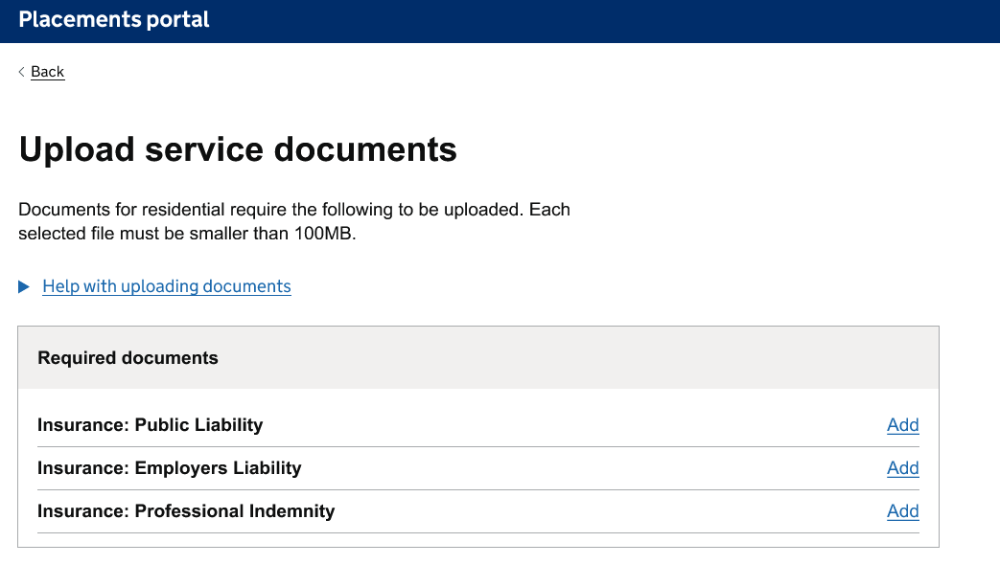 Placements portal
Back
Upload service documents
Documents for residential require the following to be uploaded. Each
selected file must be smaller than 100MB.
Help with uploading documents
Required documents
Insurance: Public Liability Add
Insurance: Employers Liability Add
Insurance: Professional Indemnity Add